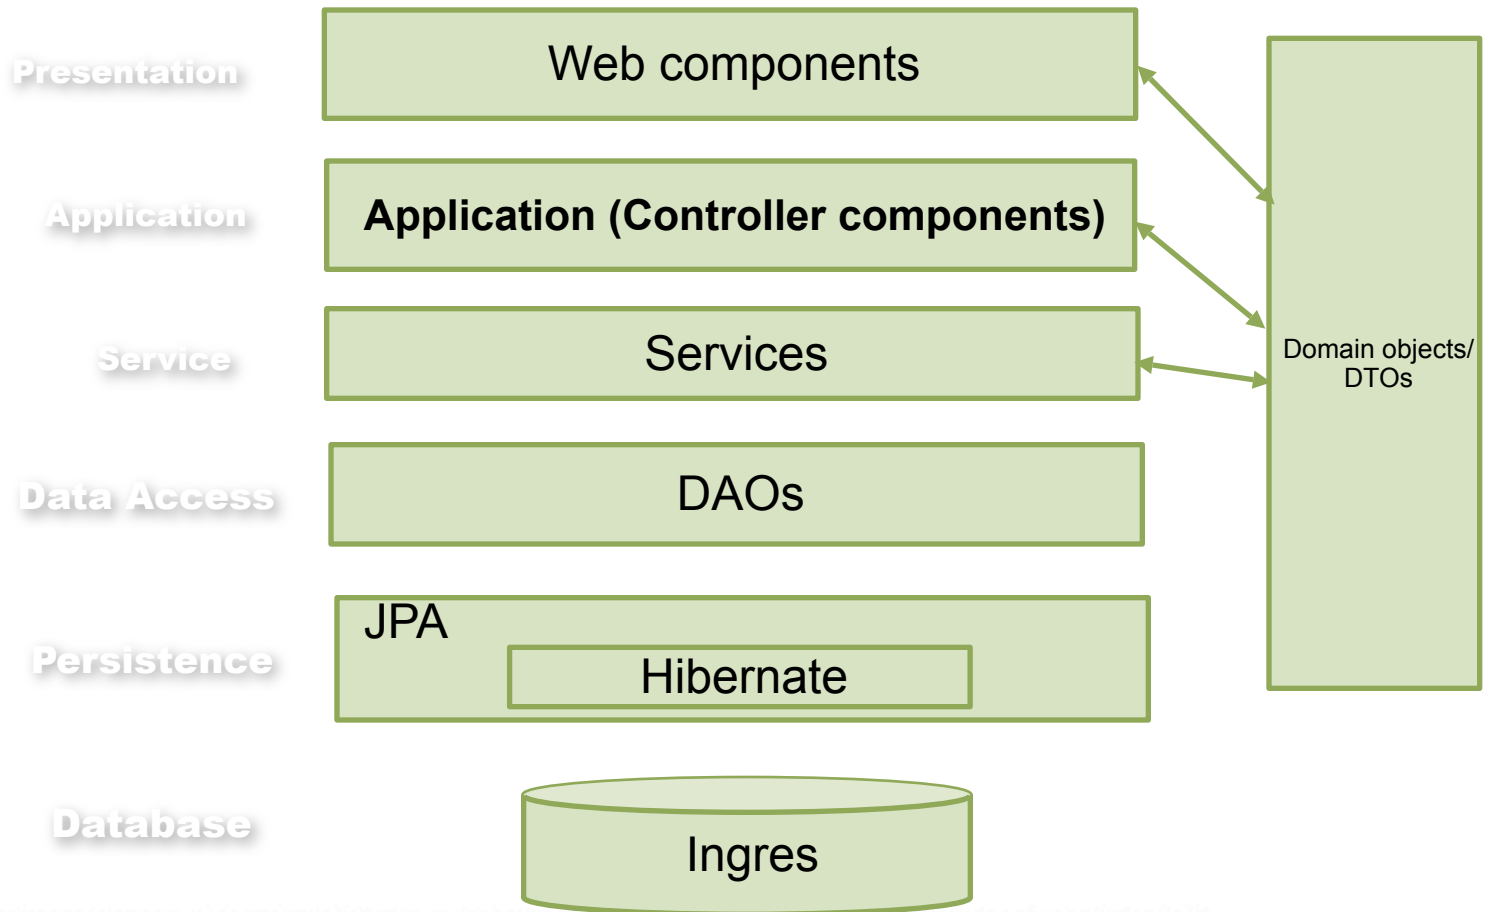 Presentation
Web components
Application
Application (Controller components)
Service
Services
Domain objects/
DTOs
Data Access
DAOs
Persistence
JPA
Hibernate
Database
Ingres